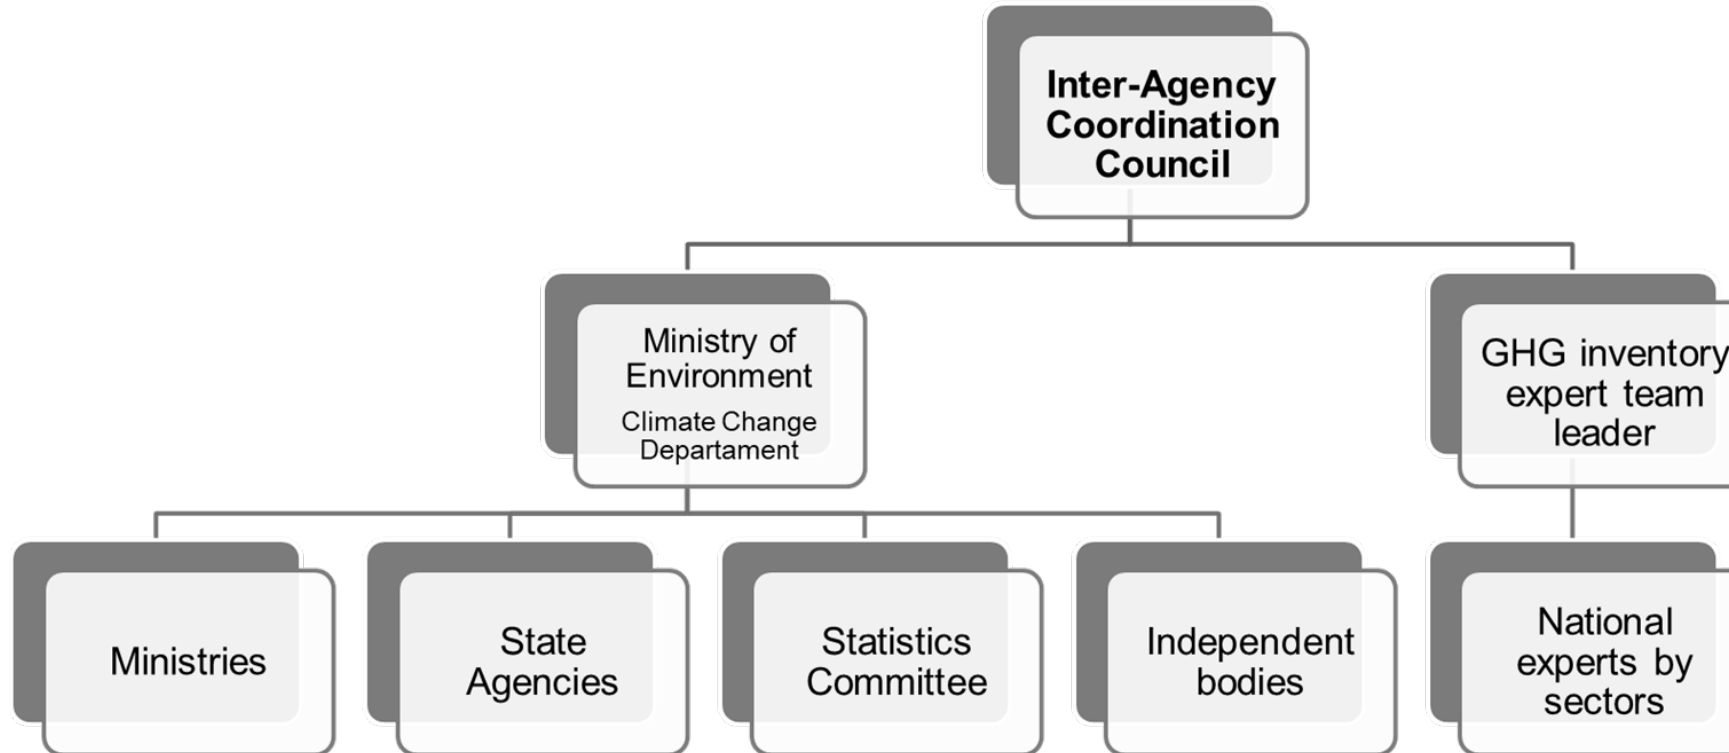 Inter-Agency
Coordination
Council
Ministry of
Environment
Climate Change
Departament
GHG inventory
expert team
leader
Ministries
State
Agencies
Statistics
Committee
Independent
bodies
National
experts by
sectors